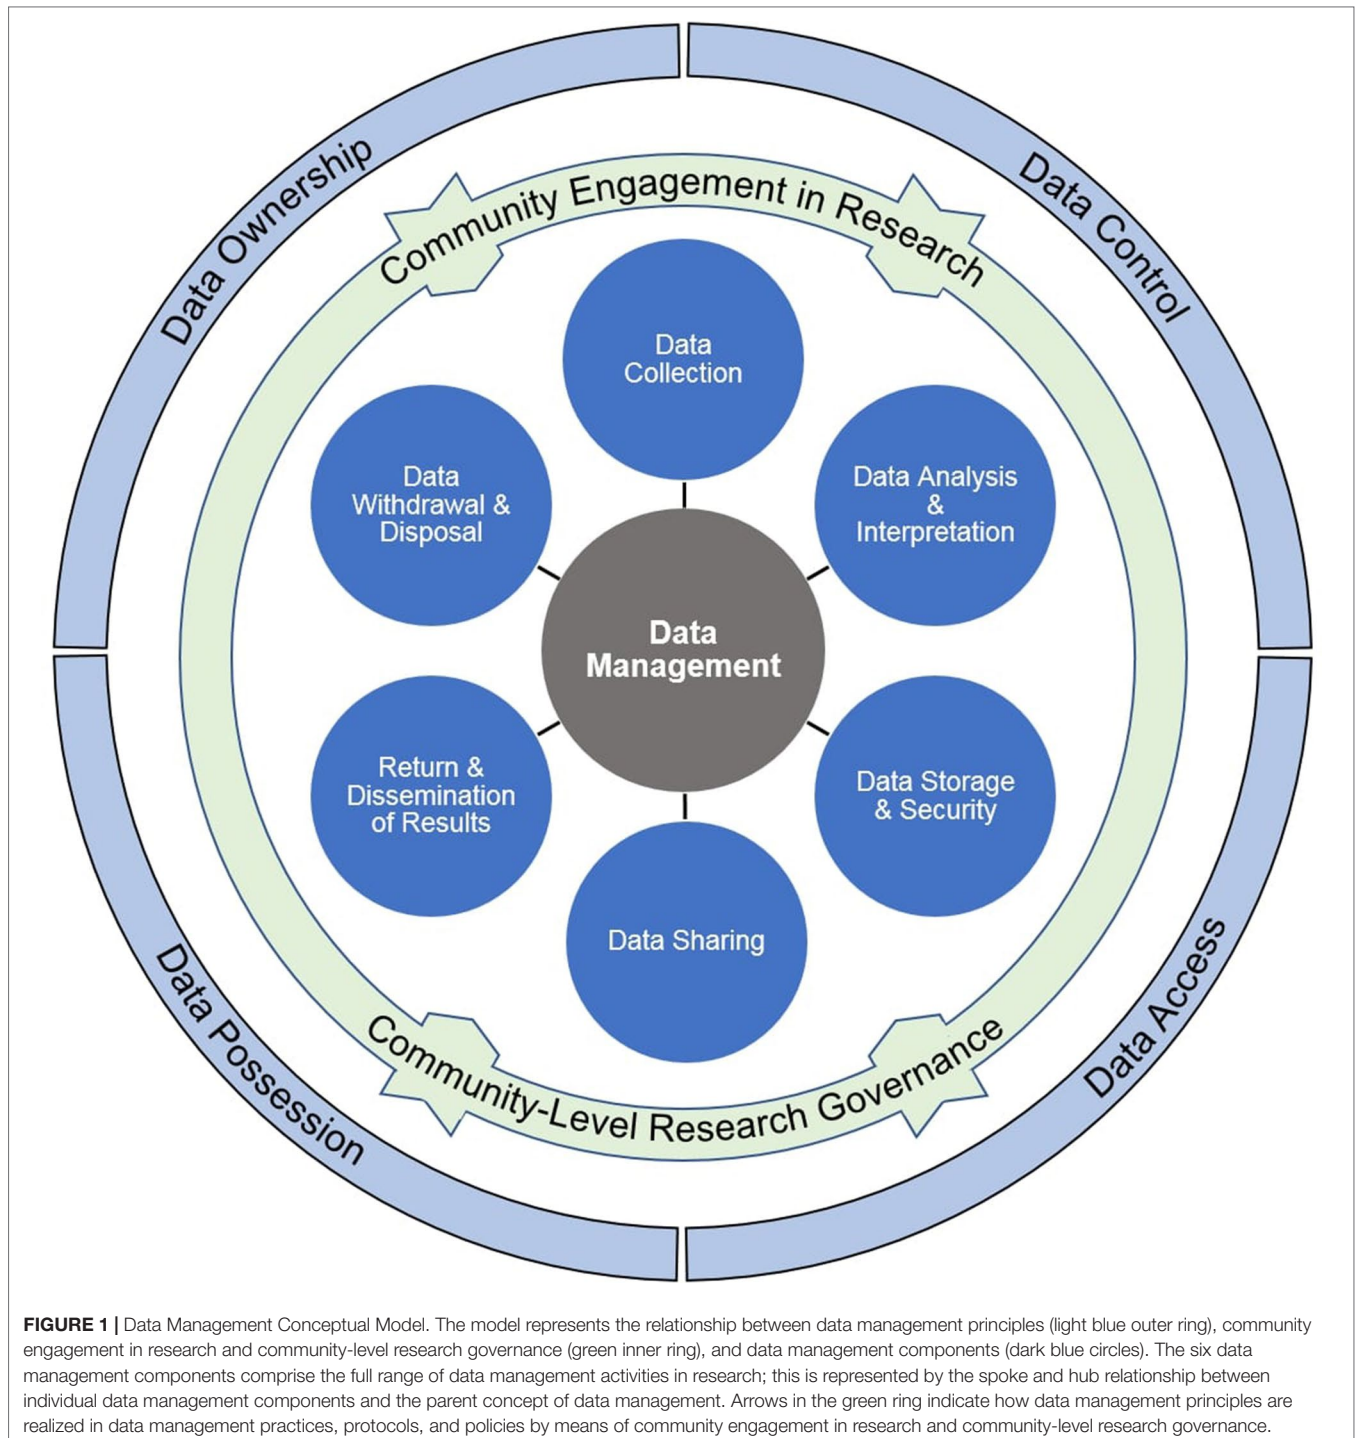 Data Ownership
Data Control
Community Engagement in Research
Data
Collection
Data
Withdrawal &
Disposal
Data Analysis
&
Interpretation
Data
Management
Return &
Dissemination
of Results
Data Storage
& Security
Data Sharing
Community-Level Research Governance
Data Possession
Data Access
FIGURE 1 | Data Management Conceptual Model. The model represents the relationship between data management principles (light blue outer ring), community
engagement in research and community-level research governance (green inner ring), and data management components (dark blue circles). The six data
management components comprise the full range of data management activities in research; this is represented by the spoke and hub relationship between
individual data management components and the parent concept of data management. Arrows in the green ring indicate how data management principles are
realized in data management practices, protocols, and policies by means of community engagement in research and community-level research governance.